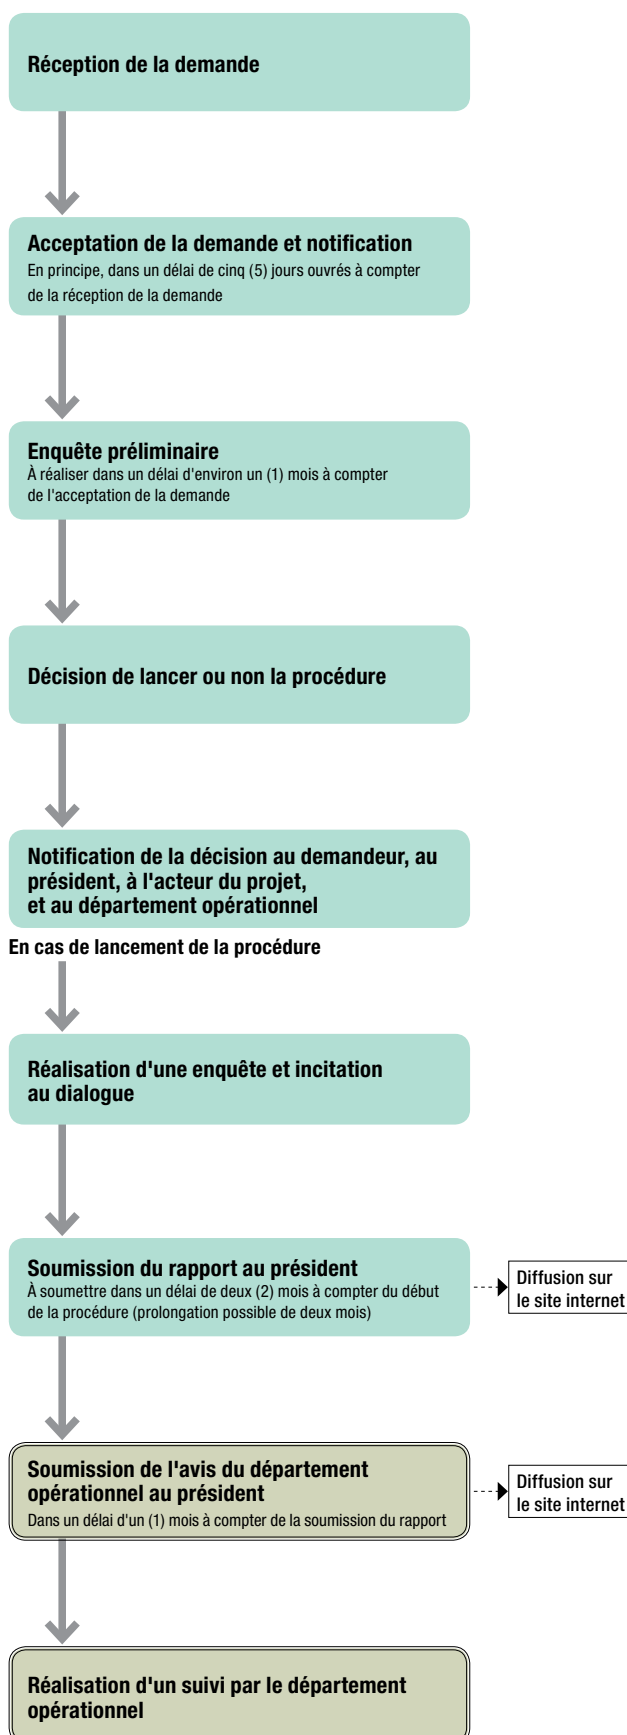 Réception de la demande
Acceptation de la demande et notification
En principe, dans un délai de cinq (5) jours ouvrés à compter
de la réception de la demande
Enquête préliminaire
À réaliser dans un délai d'environ un (1) mois à compter
de l'acceptation de la demande
Décision de lancer ou non la procédure
Notification de la décision au demandeur, au
président, à l'acteur du projet,
et au département opérationnel
En cas de lancement de la procédure
Réalisation d'une enquête et incitation
au dialogue
Soumission du rapport au président
À soumettre dans un délai de deux (2) mois à compter du début
de la procédure (prolongation possible de deux mois)
Diffusion sur
le site internet
Soumission de l'avis du département
opérationnel au président
Dans un délai d'un (1) mois à compter de la soumission du rapport
Diffusion sur
le site internet
Réalisation d'un suivi par le département
opérationnel